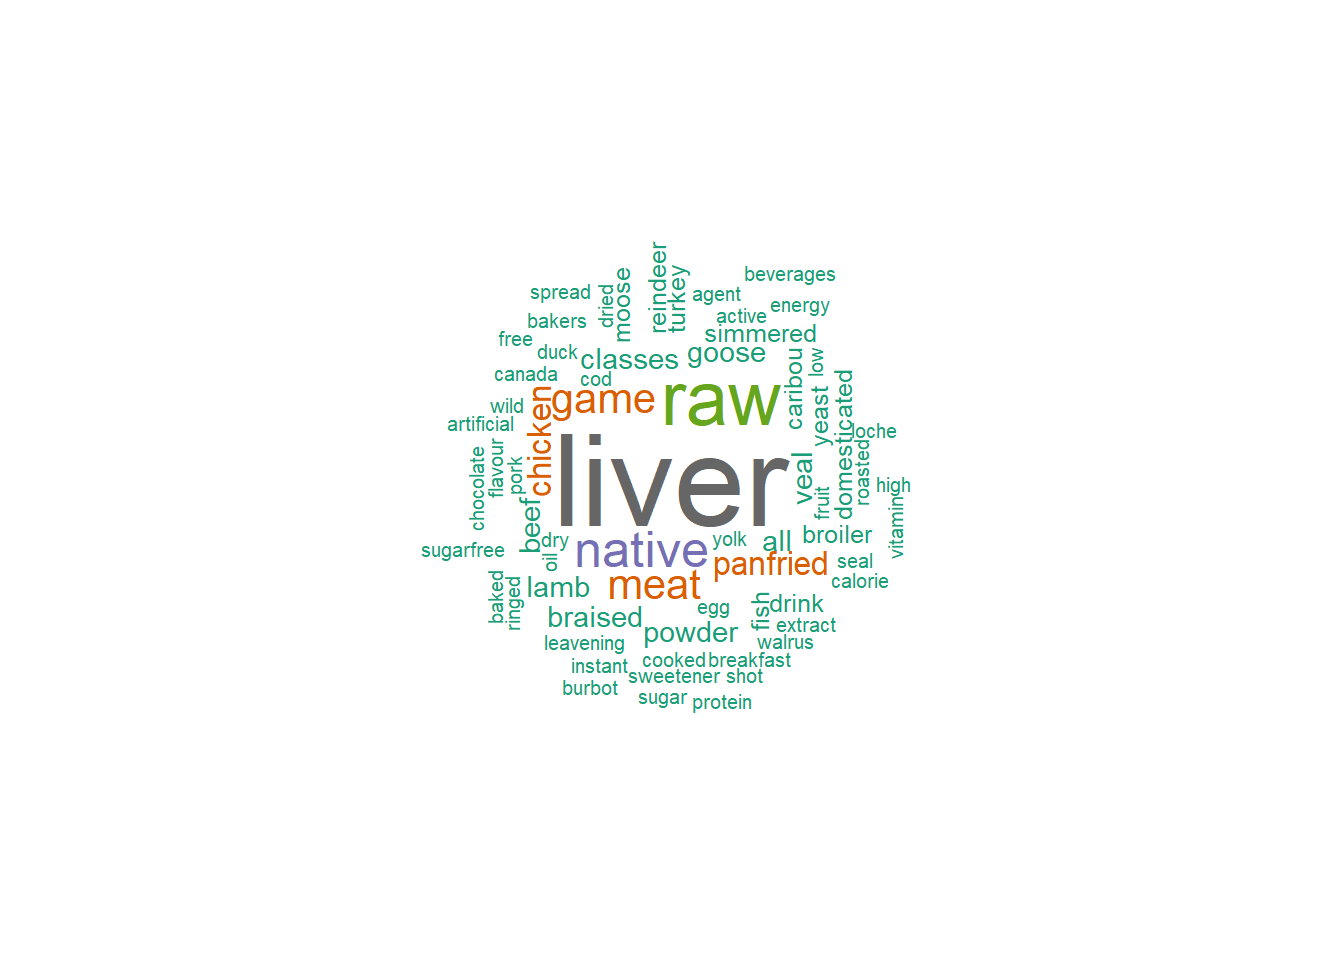 reindeer
beverages
turkey
moose
dried
spread
agent
energy
bakers
active
simmered
free
duck
classes
goose
caribou
low
canada
cod
game
raw
yeast
domesticated
chicken
wild
artificial
loche
liver
chocolate
flavour
pork
veal
roasted
fruit
high
vitamin
beef
dry
native
yolk
all
broiler
sugarfree
oil
panfried
seal
calorie
baked
ringed
lamb
meat
egg
fish
drink
braised
powder
extract
leavening
walrus
instant
cooked
breakfast
sweetener
shot
burbot
sugar
protein